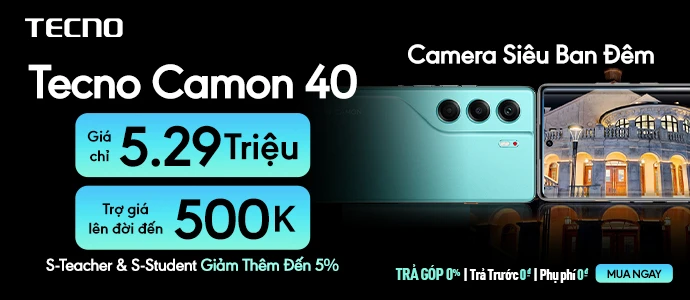 TECNO
Tecno Camon 40
Camera Siêu Ban Đêm
Giá
chỉ
5.29 Triệu
Trợ giá
lên đời đến
500K
S-Teacher & S-Student Giảm Thêm Đến 5%
TRẢ GÓP 0% | Trả Trước 0đ | Phụ phí 0đ
MUA NGAY